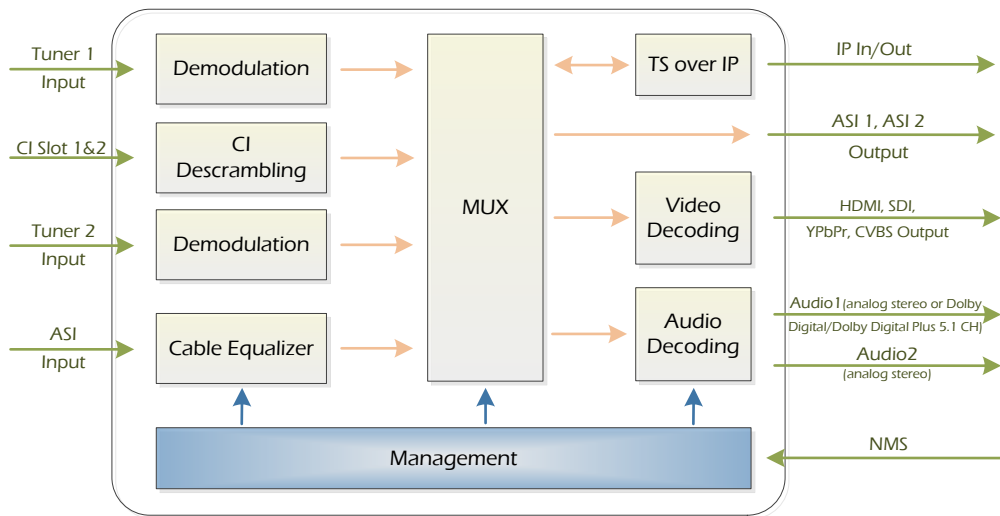 Tuner 1
Input
Demodulation
TS over IP
IP In/Out
CI Slot 1&2
CI
Descrambling
MUX
ASI 1, ASI 2
Output
Tuner 2
Input
Demodulation
Video
Decoding
HDMI, SDI,
YPbPr, CVBS Output
ASI
Input
Cable Equalizer
Audio
Decoding
Audio1(analog stereo or Dolby
Digital/Dolby Digital Plus 5.1 CH)
Audio2
(analog stereo)
Management
NMS